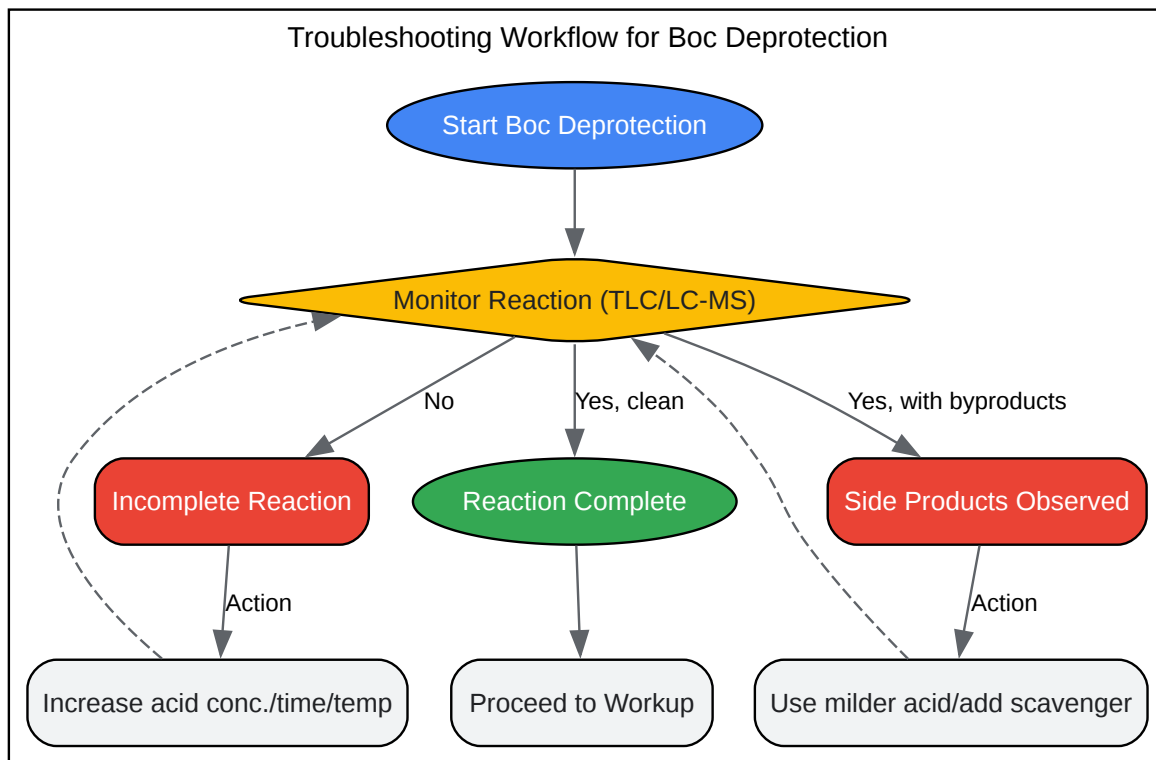 Troubleshooting Workflow for Boc Deprotection
Start Boc Deprotection
Monitor Reaction (TLC/LC-MS)
No
Yes, clean
Yes, with byproducts
Incomplete Reaction
Reaction Complete
Side Products Observed
Action
Action
Increase acid conc./time/temp
Proceed to Workup
Use milder acid/add scavenger